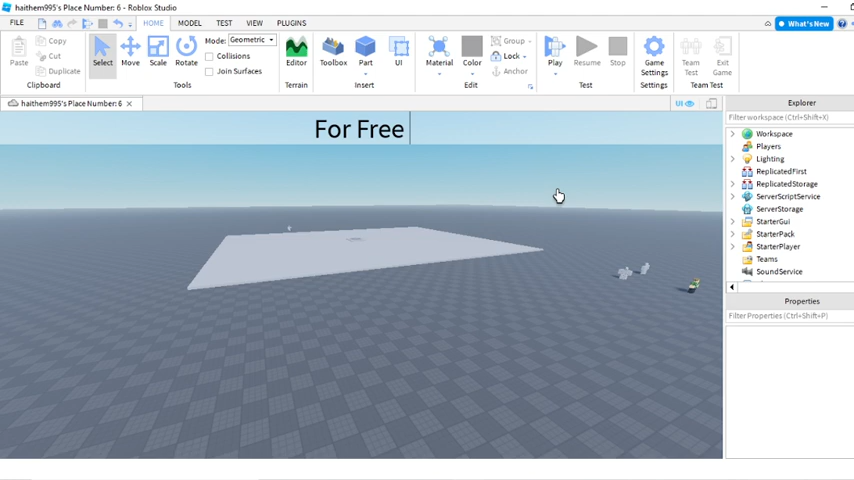 haithem995's Place Number: 6 - Roblox Studio
FILE HOME MODEL TEST VIEW PLUGINS What's New
Paste Copy Cut Duplicate Clipboard
Select Move Scale Rotate Mode: Geometric Collisions Join Surfaces Tools
Editor Terrain
Toolbox Part UI Insert
Material Color Group Lock Anchor Edit
Play Resume Stop Test
Game Settings Settings
Team Test Exit Game Team Test
haithem995's Place Number: 6 UI
For Free
Explorer
Filter workspace (Ctrl+Shift+X)
Workspace
Players
Lighting
ReplicatedFirst
ReplicatedStorage
ServerScriptService
ServerStorage
StarterGui
StarterPack
StarterPlayer
Teams
SoundService
Properties
Filter Properties (Ctrl+Shift+P)